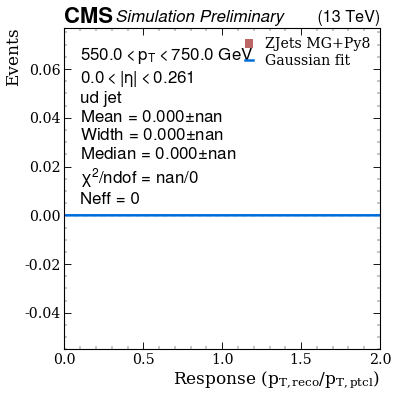 CMS Simulation Preliminary (13 TeV)
Events
550.0 < pT < 750.0 GeV
0.0 < |η| < 0.261
ud jet
Mean = 0.000±nan
Width = 0.000±nan
Median = 0.000±nan
χ²/ndof = nan/0
Neff = 0
ZJets MG+Py8
Gaussian fit
0.06
0.04
0.02
0.00
-0.02
-0.04
0.0 0.5 1.0 1.5 2.0
Response (pT,reco/pT,ptcl)